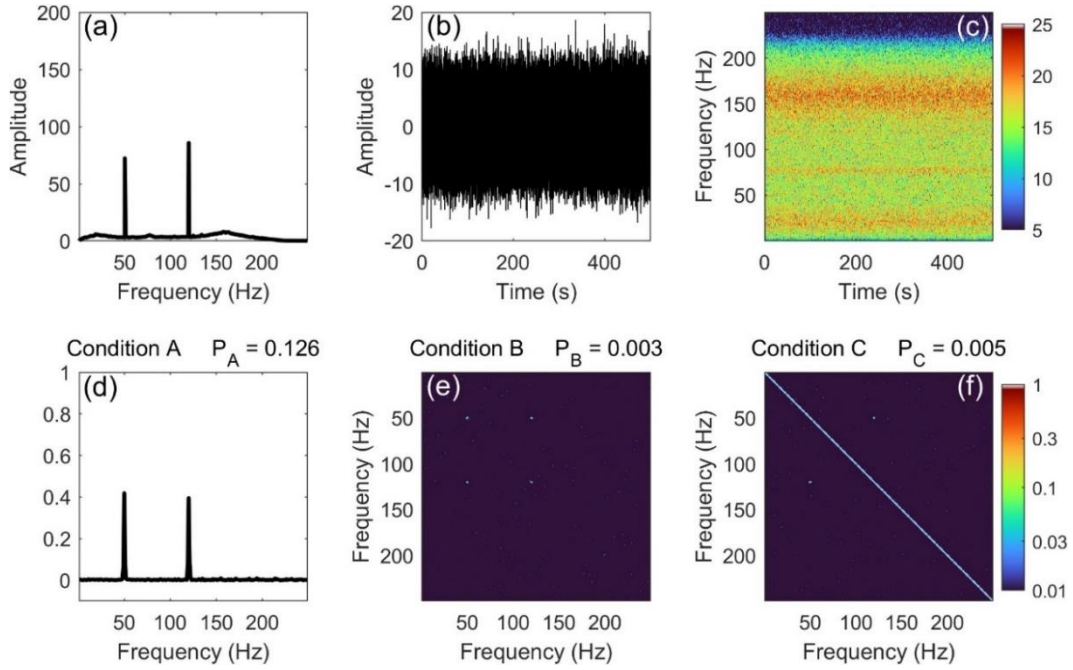 (a)
200
150
100
50
0
Amplitude
50 100 150 200
Frequency (Hz)
(b)
20
10
0
-10
-20
Amplitude
0 200 400
Time (s)
(c)
200
150
100
50
Frequency (Hz)
0 200 400
Time (s)
25
20
15
10
5
Condition A P_A = 0.126
(d)
1
0.8
0.6
0.4
0.2
0
50 100 150 200
Frequency (Hz)
Condition B P_B = 0.003
(e)
50
100
150
200
Frequency (Hz)
50 100 150 200
Frequency (Hz)
Condition C P_C = 0.005
(f)
50
100
150
200
Frequency (Hz)
50 100 150 200
Frequency (Hz)
1
0.3
0.1
0.03
0.01